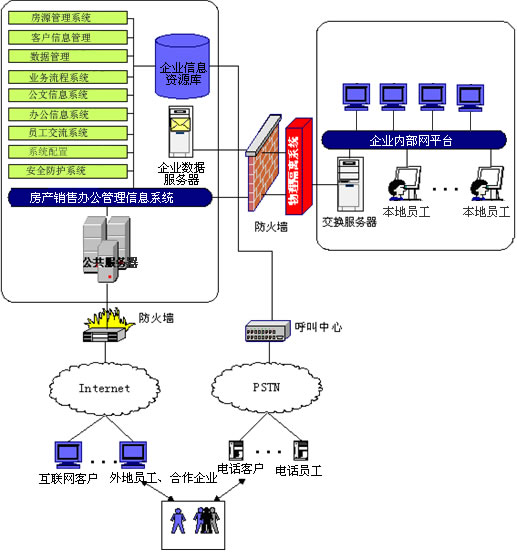 房源管理系统
客户信息管理
数据管理
业务流程系统
公文信息系统
办公信息系统
员工交流系统
系统配置
安全防护系统
房产销售办公管理信息系统
企业信息
资源库
企业数据
服务器
公共服务器
防火墙
物理隔离系统
企业内部网平台
交换服务器
本地员工
本地员工
防火墙
呼叫中心
Internet
PSTN
互联网客户
外地员工、合作企业
电话客户
电话员工